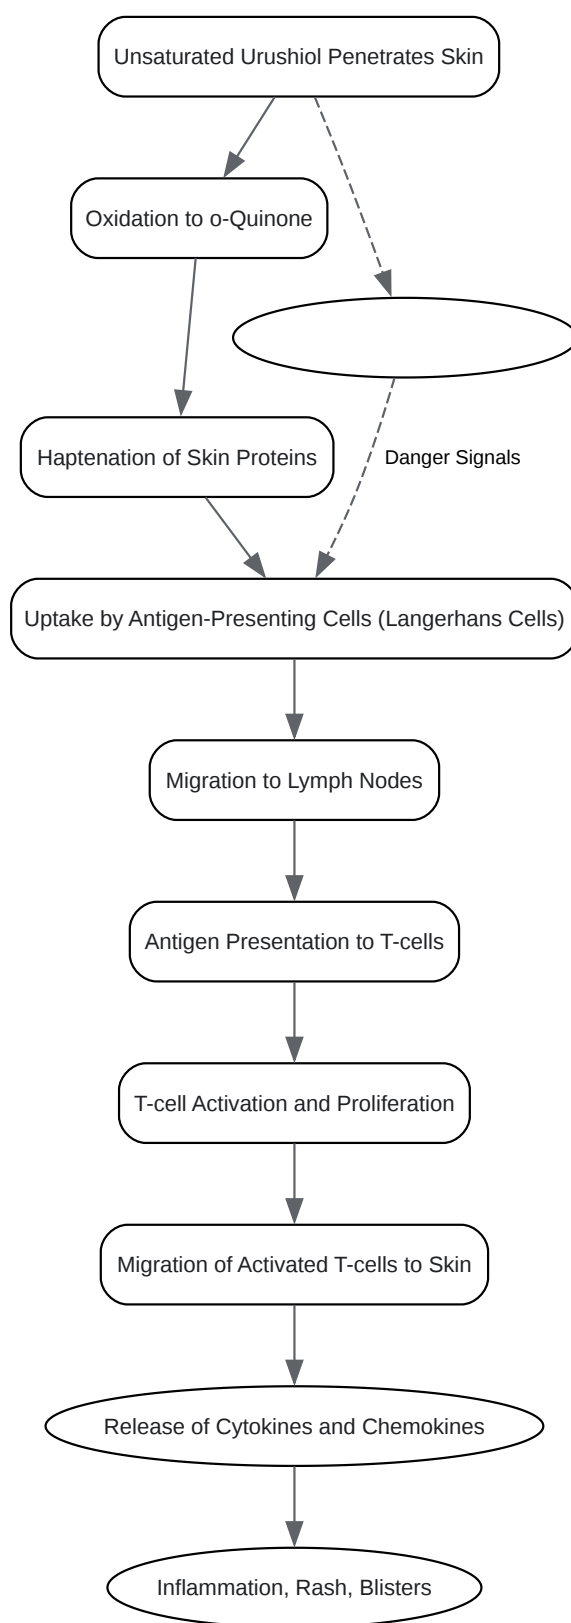 Unsaturated Urushiol Penetrates Skin
Oxidation to o-Quinone
Haptenation of Skin Proteins
Danger Signals
Uptake by Antigen-Presenting Cells (Langerhans Cells)
Migration to Lymph Nodes
Antigen Presentation to T-cells
T-cell Activation and Proliferation
Migration of Activated T-cells to Skin
Release of Cytokines and Chemokines
Inflammation, Rash, Blisters